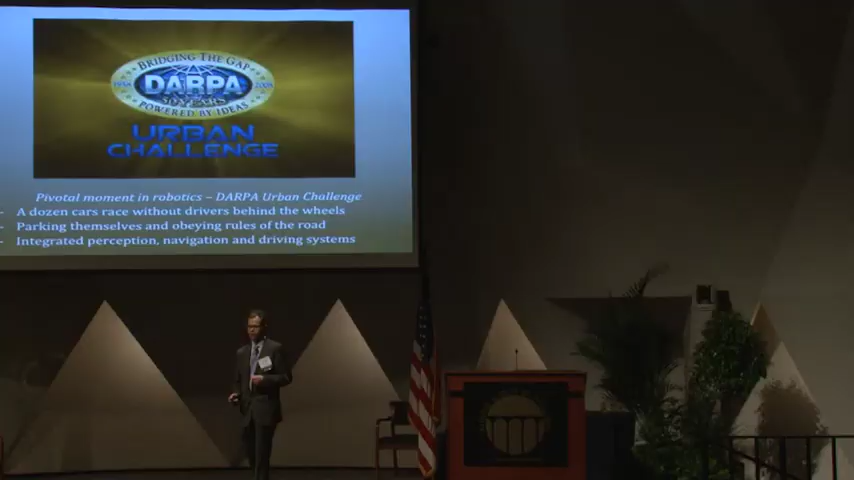 BRIDGING THE GAP
1958 DARPA 2008
50 YEARS
POWERED BY IDEAS
URBAN
CHALLENGE
Pivotal moment in robotics – DARPA Urban Challenge
- A dozen cars race without drivers behind the wheels
- Parking themselves and obeying rules of the road
- Integrated perception, navigation and driving systems